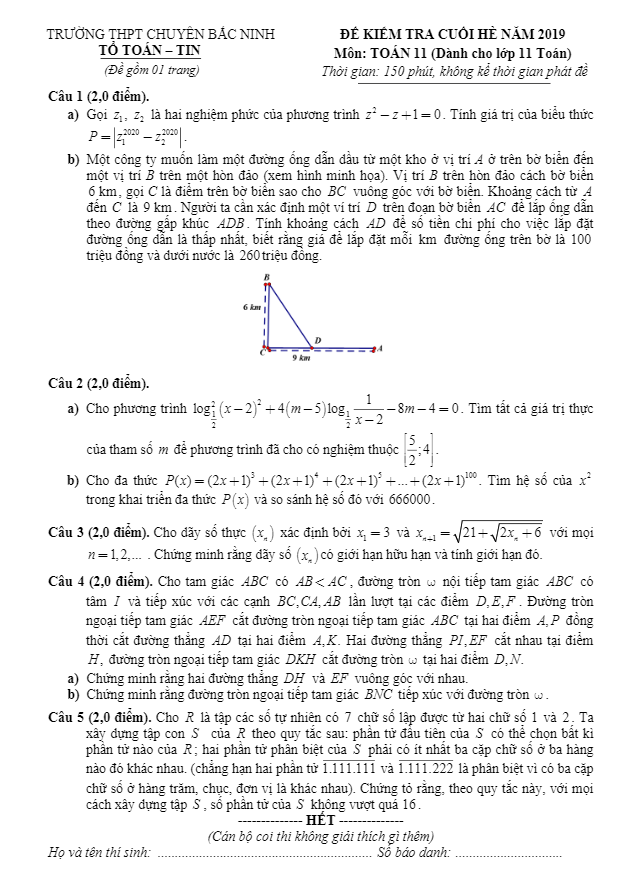 TRƯỜNG THPT CHUYÊN BẮC NINH
TỔ TOÁN – TIN
(Đề gồm 01 trang)
ĐỀ KIỂM TRA CUỐI HÈ NĂM 2019
Môn: TOÁN 11 (Dành cho lớp 11 Toán)
Thời gian: 150 phút, không kể thời gian phát đề
Câu 1 (2,0 điểm).
a) Gọi z₁, z₂ là hai nghiệm phức của phương trình z² − z + 1 = 0. Tính giá trị của biểu thức
P = |z₁²⁰²⁰ − z₂²⁰²⁰|.
b) Một công ty muốn làm một đường ống dẫn dầu từ một kho ở vị trí A ở trên bờ biển đến
một vị trí B trên một hòn đảo (xem hình minh họa). Vị trí B trên hòn đảo cách bờ biển
6 km, gọi C là điểm trên bờ biển sao cho BC vuông góc với bờ biển. Khoảng cách từ A
đến C là 9 km. Người ta cần xác định một ví trí D trên đoạn bờ biển AC để lắp ống dẫn
theo đường gấp khúc ADB. Tính khoảng cách AD để số tiền chi phí cho việc lắp đặt
đường ống dẫn là thấp nhất, biết rằng giá để lắp đặt mỗi km đường ống trên bờ là 100
triệu đồng và dưới nước là 260 triệu đồng.
B
6 km
D
C
A
9 km
Câu 2 (2,0 điểm).
a) Cho phương trình log²_{1/2}(x − 2)² + 4(m − 5)log_{1/2} 1/(x − 2) − 8m − 4 = 0. Tìm tất cả giá trị thực
của tham số m để phương trình đã cho có nghiệm thuộc [5/2; 4].
b) Cho đa thức P(x) = (2x + 1)³ + (2x + 1)⁴ + (2x + 1)⁵ + ... + (2x + 1)¹⁰⁰. Tìm hệ số của x²
trong khai triển đa thức P(x) và so sánh hệ số đó với 666000.
Câu 3 (2,0 điểm). Cho dãy số thực (xₙ) xác định bởi x₁ = 3 và xₙ₊₁ = √(21 + √(2xₙ + 6)) với mọi
n = 1, 2,... . Chứng minh rằng dãy số (xₙ) có giới hạn hữu hạn và tính giới hạn đó.
Câu 4 (2,0 điểm). Cho tam giác ABC có AB < AC, đường tròn ω nội tiếp tam giác ABC có
tâm I và tiếp xúc với các cạnh BC, CA, AB lần lượt tại các điểm D, E, F. Đường tròn
ngoại tiếp tam giác AEF cắt đường tròn ngoại tiếp tam giác ABC tại hai điểm A, P đồng
thời cắt đường thẳng AD tại hai điểm A, K. Hai đường thẳng PI, EF cắt nhau tại điểm
H, đường tròn ngoại tiếp tam giác DKH cắt đường tròn ω tại hai điểm D, N.
a) Chứng minh rằng hai đường thẳng DH và EF vuông góc với nhau.
b) Chứng minh rằng đường tròn ngoại tiếp tam giác BNC tiếp xúc với đường tròn ω.
Câu 5 (2,0 điểm). Cho R là tập các số tự nhiên có 7 chữ số lập được từ hai chữ số 1 và 2. Ta
xây dựng tập con S của R theo quy tắc sau: phần tử đầu tiên của S có thể chọn bất kì
phần tử nào của R; hai phần tử phân biệt của S phải có ít nhất ba cặp chữ số ở ba hàng
nào đó khác nhau. (chẳng hạn hai phần tử 1.111.111 và 1.111.222 là phân biệt vì có ba cặp
chữ số ở hàng trăm, chục, đơn vị là khác nhau). Chứng tỏ rằng, theo quy tắc này, với mọi
cách xây dựng tập S, số phần tử của S không vượt quá 16.
-------------- HẾT --------------
(Cán bộ coi thi không giải thích gì thêm)
Họ và tên thí sinh: ................................................................ Số báo danh: ................................